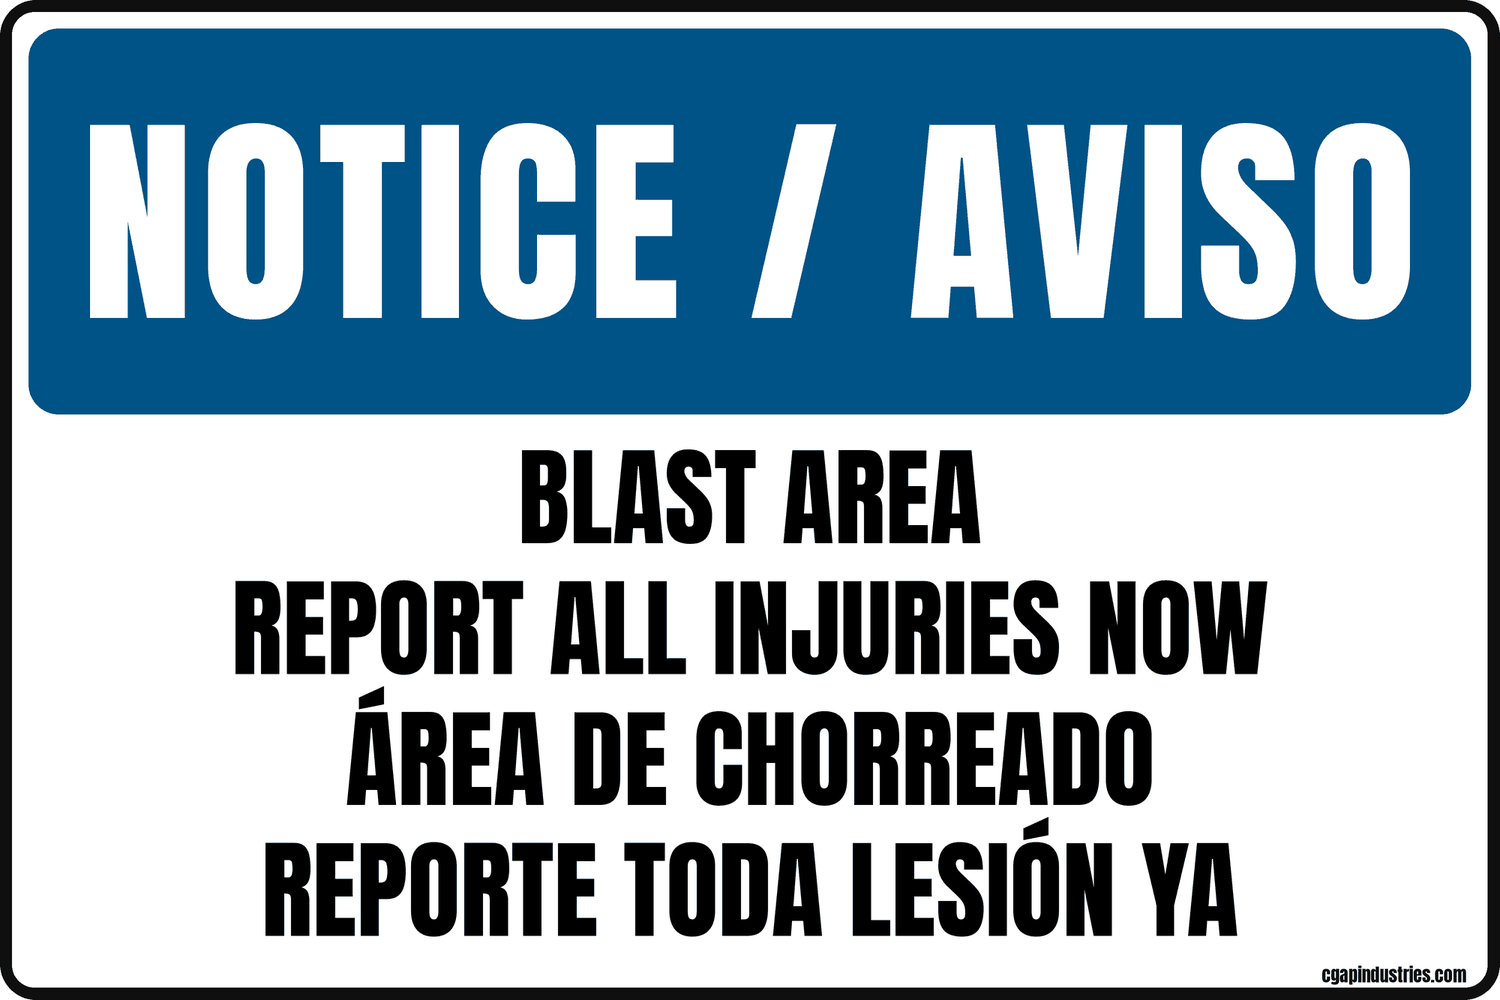 NOTICE / AVISO
BLAST AREA
REPORT ALL INJURIES NOW
ÁREA DE CHORREADO
REPORTE TODA LESIÓN YA
cgapindustries.com